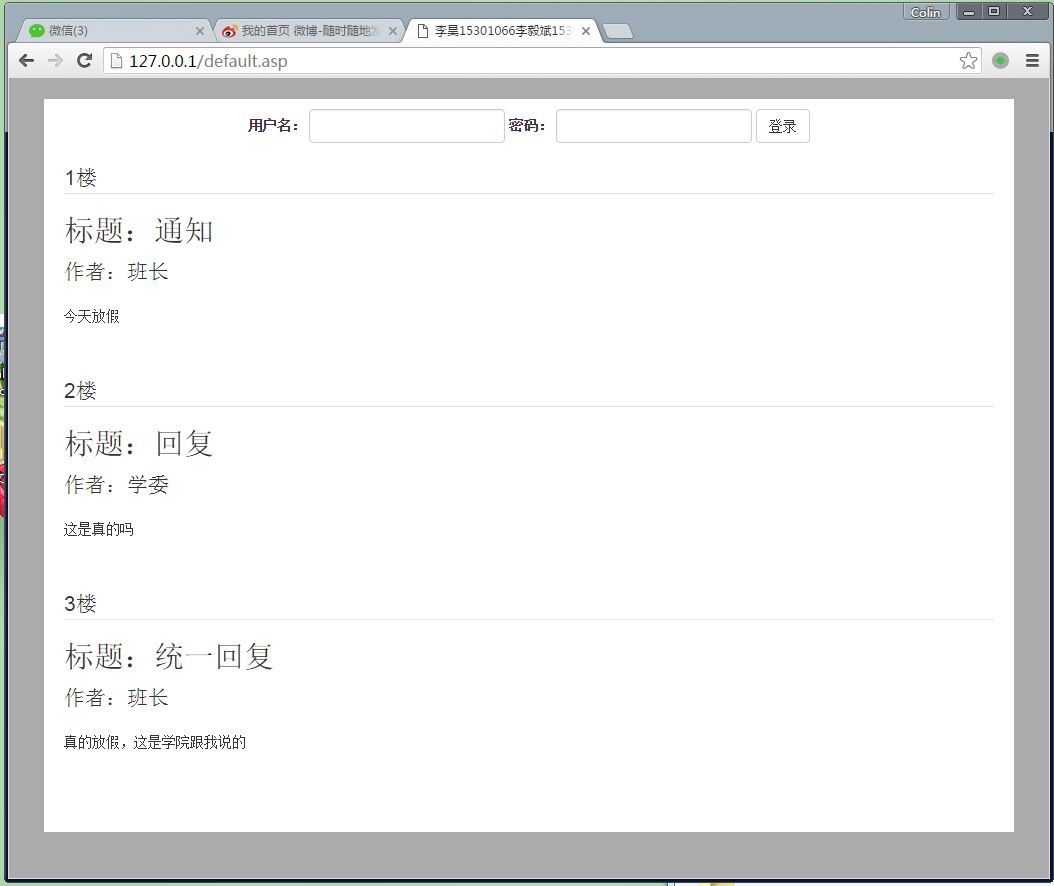 Colin
微信(3)
我的首页 微博-随时随地发
李昊15301066李毅斌153
127.0.0.1/default.asp
用户名： 密码： 登录
1楼
标题：通知
作者：班长
今天放假
2楼
标题：回复
作者：学委
这是真的吗
3楼
标题：统一回复
作者：班长
真的放假，这是学院跟我说的